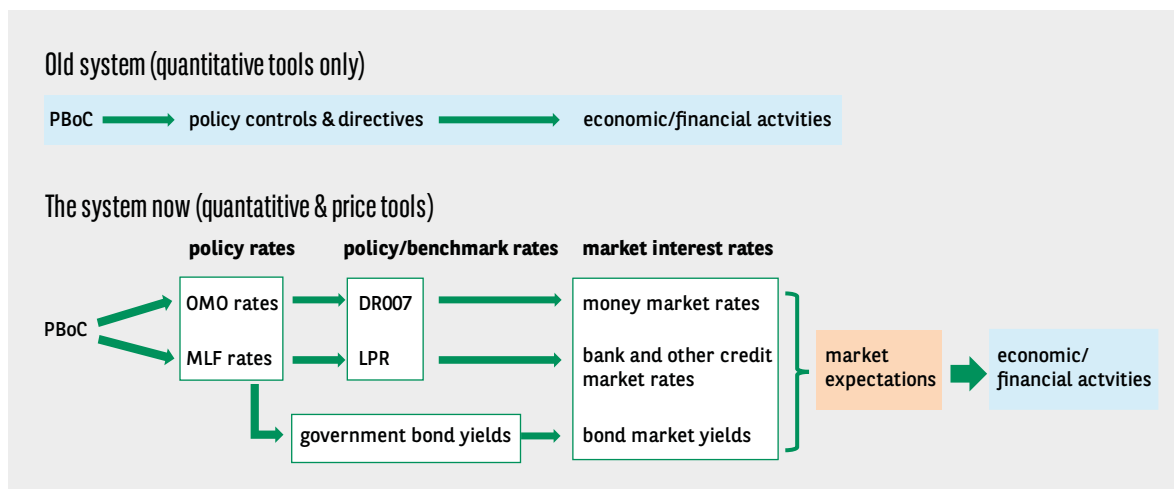 Old system (quantitative tools only)
PBoC policy controls & directives economic/financial actvities
The system now (quantatitive & price tools)
policy rates policy/benchmark rates market interest rates
PBoC
OMO rates DR007 money market rates
MLF rates LPR bank and other credit
market rates
government bond yields bond market yields
market
expectations
economic/
financial actvities